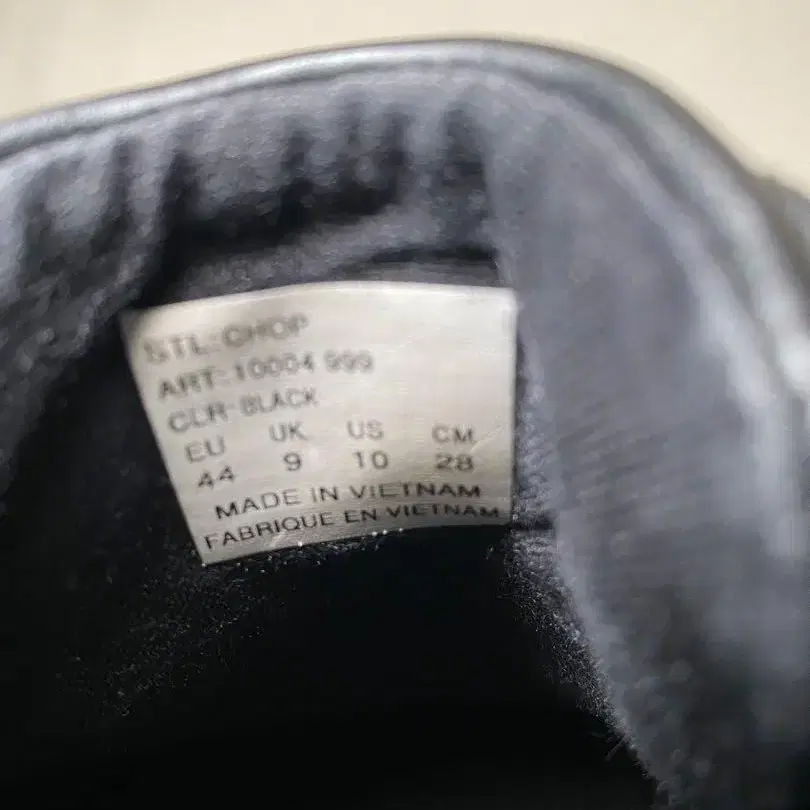 STL: CHOP
ART: 10004 999
CLR-BLACK
EU UK US CM
44 9 10 28
MADE IN VIETNAM
FABRIQUE EN VIETNAM